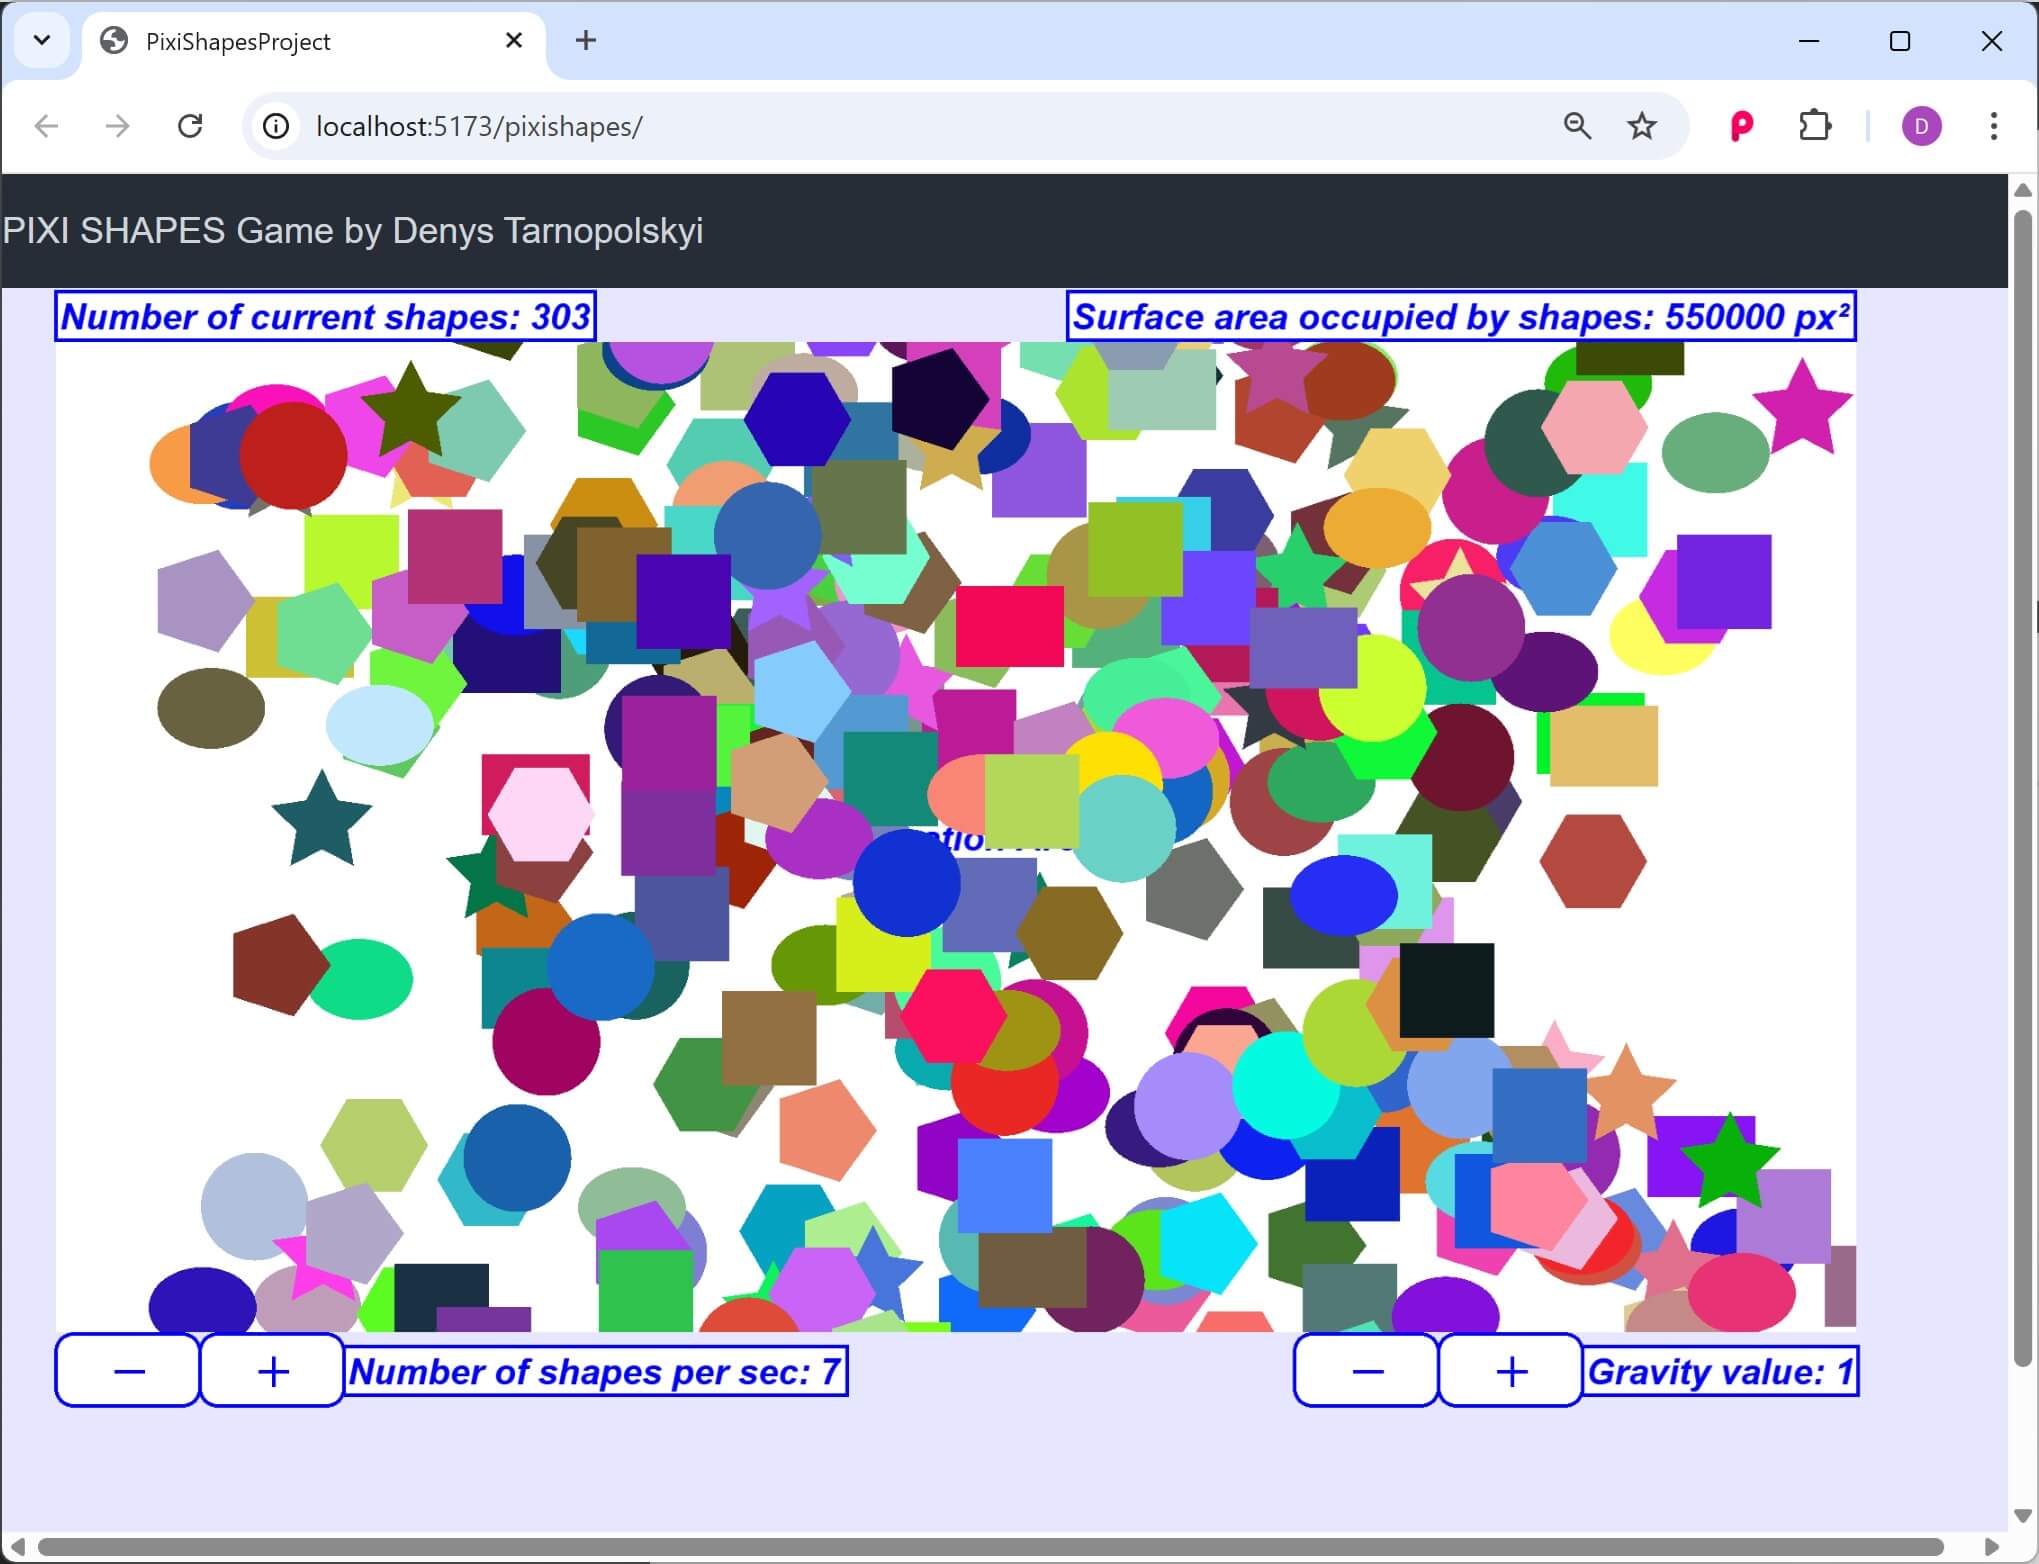 PixiShapesProject
localhost:5173/pixishapes/
D
PIXI SHAPES Game by Denys Tarnopolskyi
Number of current shapes: 303
Surface area occupied by shapes: 550000 px²
Number of shapes per sec: 7
Gravity value: 1